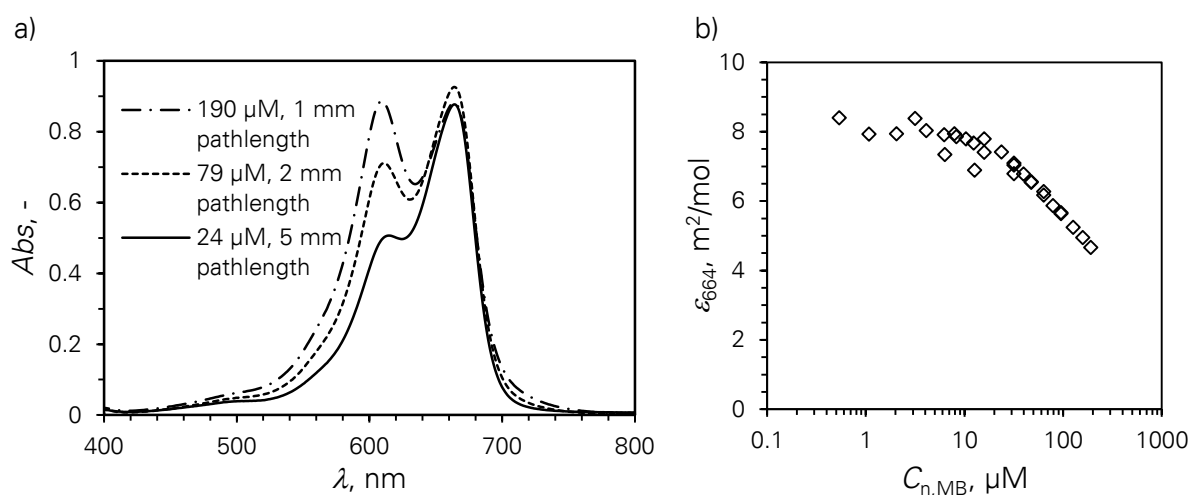 a)
1
0.8
0.6
0.4
0.2
0
Abs, -
190 µM, 1 mm
pathlength
79 µM, 2 mm
pathlength
24 µM, 5 mm
pathlength
400 500 600 700 800
λ, nm
b)
10
8
6
4
2
0
ε664, m²/mol
0.1 1 10 100 1000
Cn,MB, µM